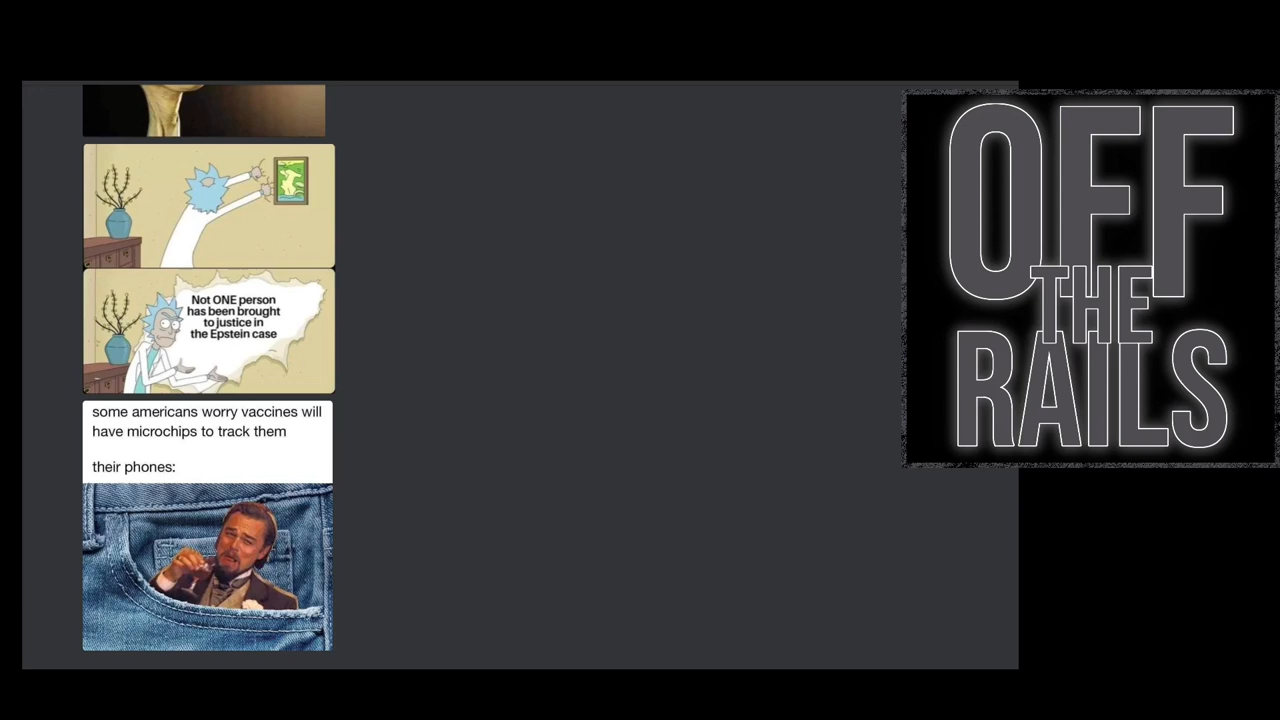 Not ONE person
has been brought
to justice in
the Epstein case
some americans worry vaccines will
have microchips to track them
their phones:
OFF
THE
RAILS